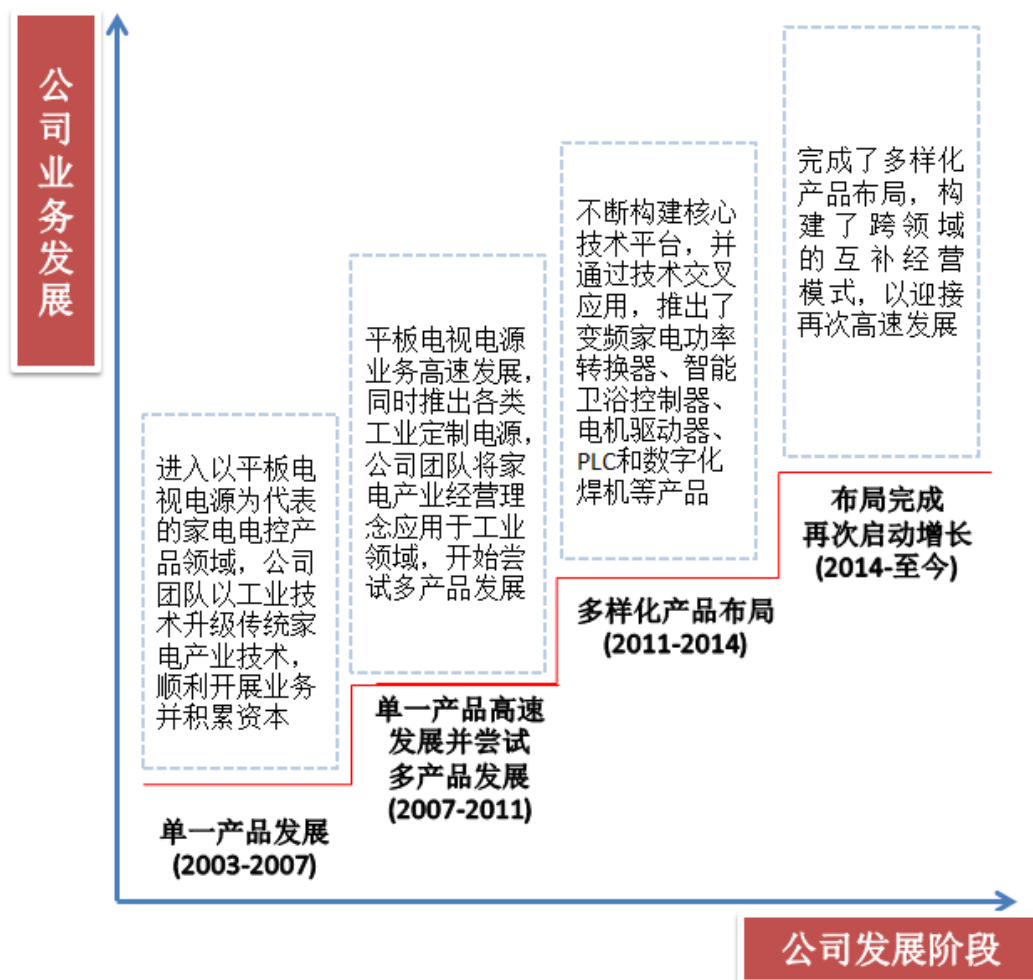 公司业务发展
进入以平板电
视电源为代表
的家电电控产
品领域，公司
团队以工业技
术升级传统家
电产业技术，
顺利开展业务
并积累资本
单一产品发展
(2003-2007)
平板电视电源
业务高速发展，
同时推出各类
工业定制电源，
公司团队将家
电产业经营理
念应用于工业
领域，开始尝
试多产品发展
单一产品高速
发展并尝试
多产品发展
(2007-2011)
不断构建核心
技术平台，并
通过技术交叉
应用，推出了
变频家电功率
转换器、智能
卫浴控制器、
电机驱动器、
PLC和数字化
焊机等产品
多样化产品布局
(2011-2014)
完成了多样化
产品布局，构
建了跨领域
的互补经营
模式，以迎接
再次高速发展
布局完成
再次启动增长
(2014-至今)
公司发展阶段